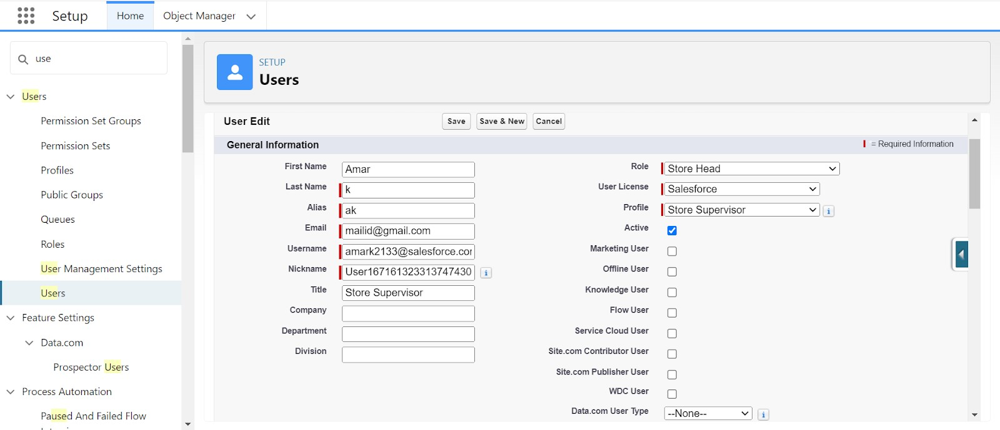 Setup
Home
Object Manager
use
Users
Permission Set Groups
Permission Sets
Profiles
Public Groups
Queues
Roles
User Management Settings
Users
Feature Settings
Data.com
Prospector Users
Process Automation
Paused And Failed Flow
SETUP
Users
User Edit
Save
Save & New
Cancel
General Information
= Required Information
First Name Amar
Last Name k
Alias ak
Email mailid@gmail.com
Username amark2133@salesforce.cor
Nickname User167161323313747430
Title Store Supervisor
Company
Department
Division
Role Store Head
User License Salesforce
Profile Store Supervisor
Active
Marketing User
Offline User
Knowledge User
Flow User
Service Cloud User
Site.com Contributor User
Site.com Publisher User
WDC User
Data.com User Type --None--